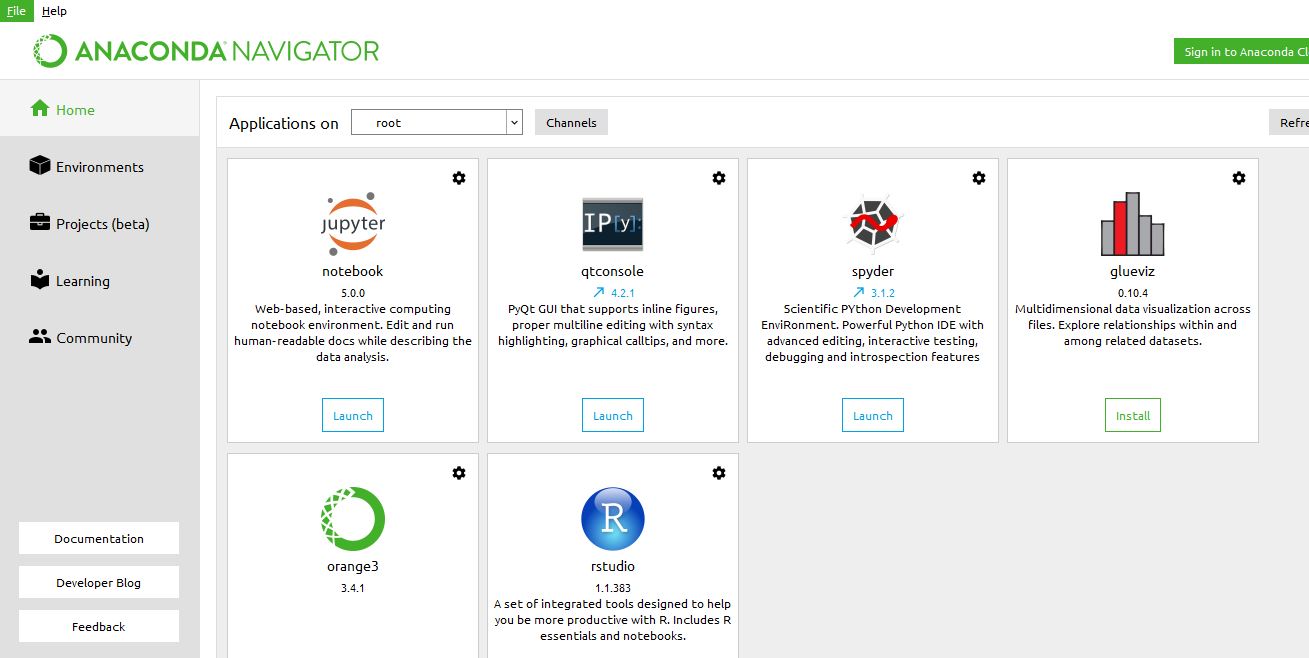 File Help
ANACONDA NAVIGATOR
Sign in to Anaconda Cl
Home
Environments
Projects (beta)
Learning
Community
Documentation
Developer Blog
Feedback
Applications on root Channels Refre
jupyter
notebook
5.0.0
Web-based, interactive computing
notebook environment. Edit and run
human-readable docs while describing the
data analysis.
Launch
IP[y]:
qtconsole
4.2.1
PyQt GUI that supports inline figures,
proper multiline editing with syntax
highlighting, graphical calltips, and more.
Launch
spyder
3.1.2
Scientific PYthon Development
EnviRonment. Powerful Python IDE with
advanced editing, interactive testing,
debugging and introspection features
Launch
glueviz
0.10.4
Multidimensional data visualization across
files. Explore relationships within and
among related datasets.
Install
orange3
3.4.1
R
rstudio
1.1.383
A set of integrated tools designed to help
you be more productive with R. Includes R
essentials and notebooks.